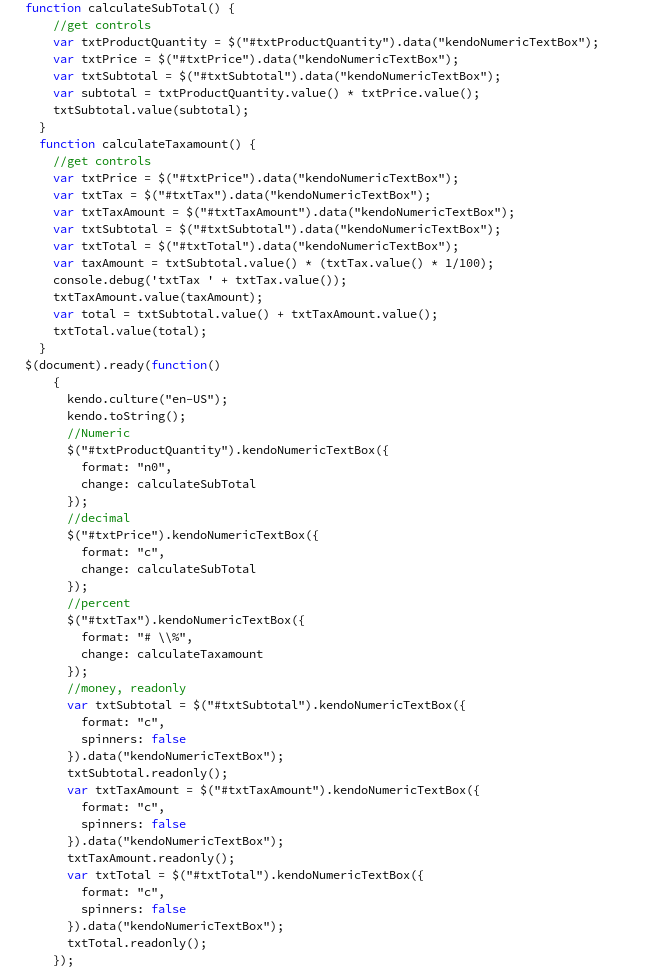 function calculateSubTotal() {
    //get controls
    var txtProductQuantity = $("#txtProductQuantity").data("kendoNumericTextBox");
    var txtPrice = $("#txtPrice").data("kendoNumericTextBox");
    var txtSubtotal = $("#txtSubtotal").data("kendoNumericTextBox");
    var subtotal = txtProductQuantity.value() * txtPrice.value();
    txtSubtotal.value(subtotal);
  }
  function calculateTaxamount() {
    //get controls
    var txtPrice = $("#txtPrice").data("kendoNumericTextBox");
    var txtTax = $("#txtTax").data("kendoNumericTextBox");
    var txtTaxAmount = $("#txtTaxAmount").data("kendoNumericTextBox");
    var txtSubtotal = $("#txtSubtotal").data("kendoNumericTextBox");
    var txtTotal = $("#txtTotal").data("kendoNumericTextBox");
    var taxAmount = txtSubtotal.value() * (txtTax.value() * 1/100);
    console.debug('txtTax ' + txtTax.value());
    txtTaxAmount.value(taxAmount);
    var total = txtSubtotal.value() + txtTaxAmount.value();
    txtTotal.value(total);
  }
$(document).ready(function()
    {
      kendo.culture("en-US");
      kendo.toString();
      //Numeric
      $("#txtProductQuantity").kendoNumericTextBox({
        format: "n0",
        change: calculateSubTotal
      });
      //decimal
      $("#txtPrice").kendoNumericTextBox({
        format: "c",
        change: calculateSubTotal
      });
      //percent
      $("#txtTax").kendoNumericTextBox({
        format: "# \\%",
        change: calculateTaxamount
      });
      //money, readonly
      var txtSubtotal = $("#txtSubtotal").kendoNumericTextBox({
        format: "c",
        spinners: false
      }).data("kendoNumericTextBox");
      txtSubtotal.readonly();
      var txtTaxAmount = $("#txtTaxAmount").kendoNumericTextBox({
        format: "c",
        spinners: false
      }).data("kendoNumericTextBox");
      txtTaxAmount.readonly();
      var txtTotal = $("#txtTotal").kendoNumericTextBox({
        format: "c",
        spinners: false
      }).data("kendoNumericTextBox");
      txtTotal.readonly();
    });